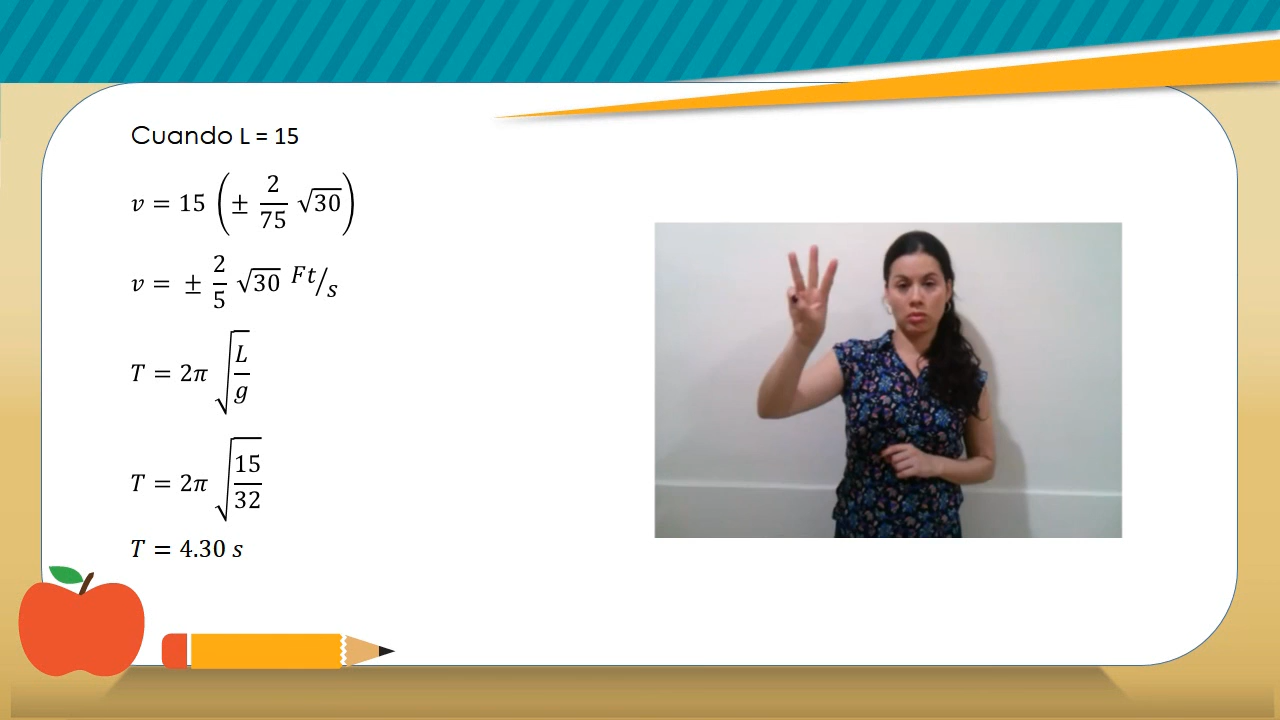 Cuando L = 15
v = 15 (± 2/75 √30)
v = ± 2/5 √30 Ft/s
T = 2π √(L/g)
T = 2π √(15/32)
T = 4.30 s